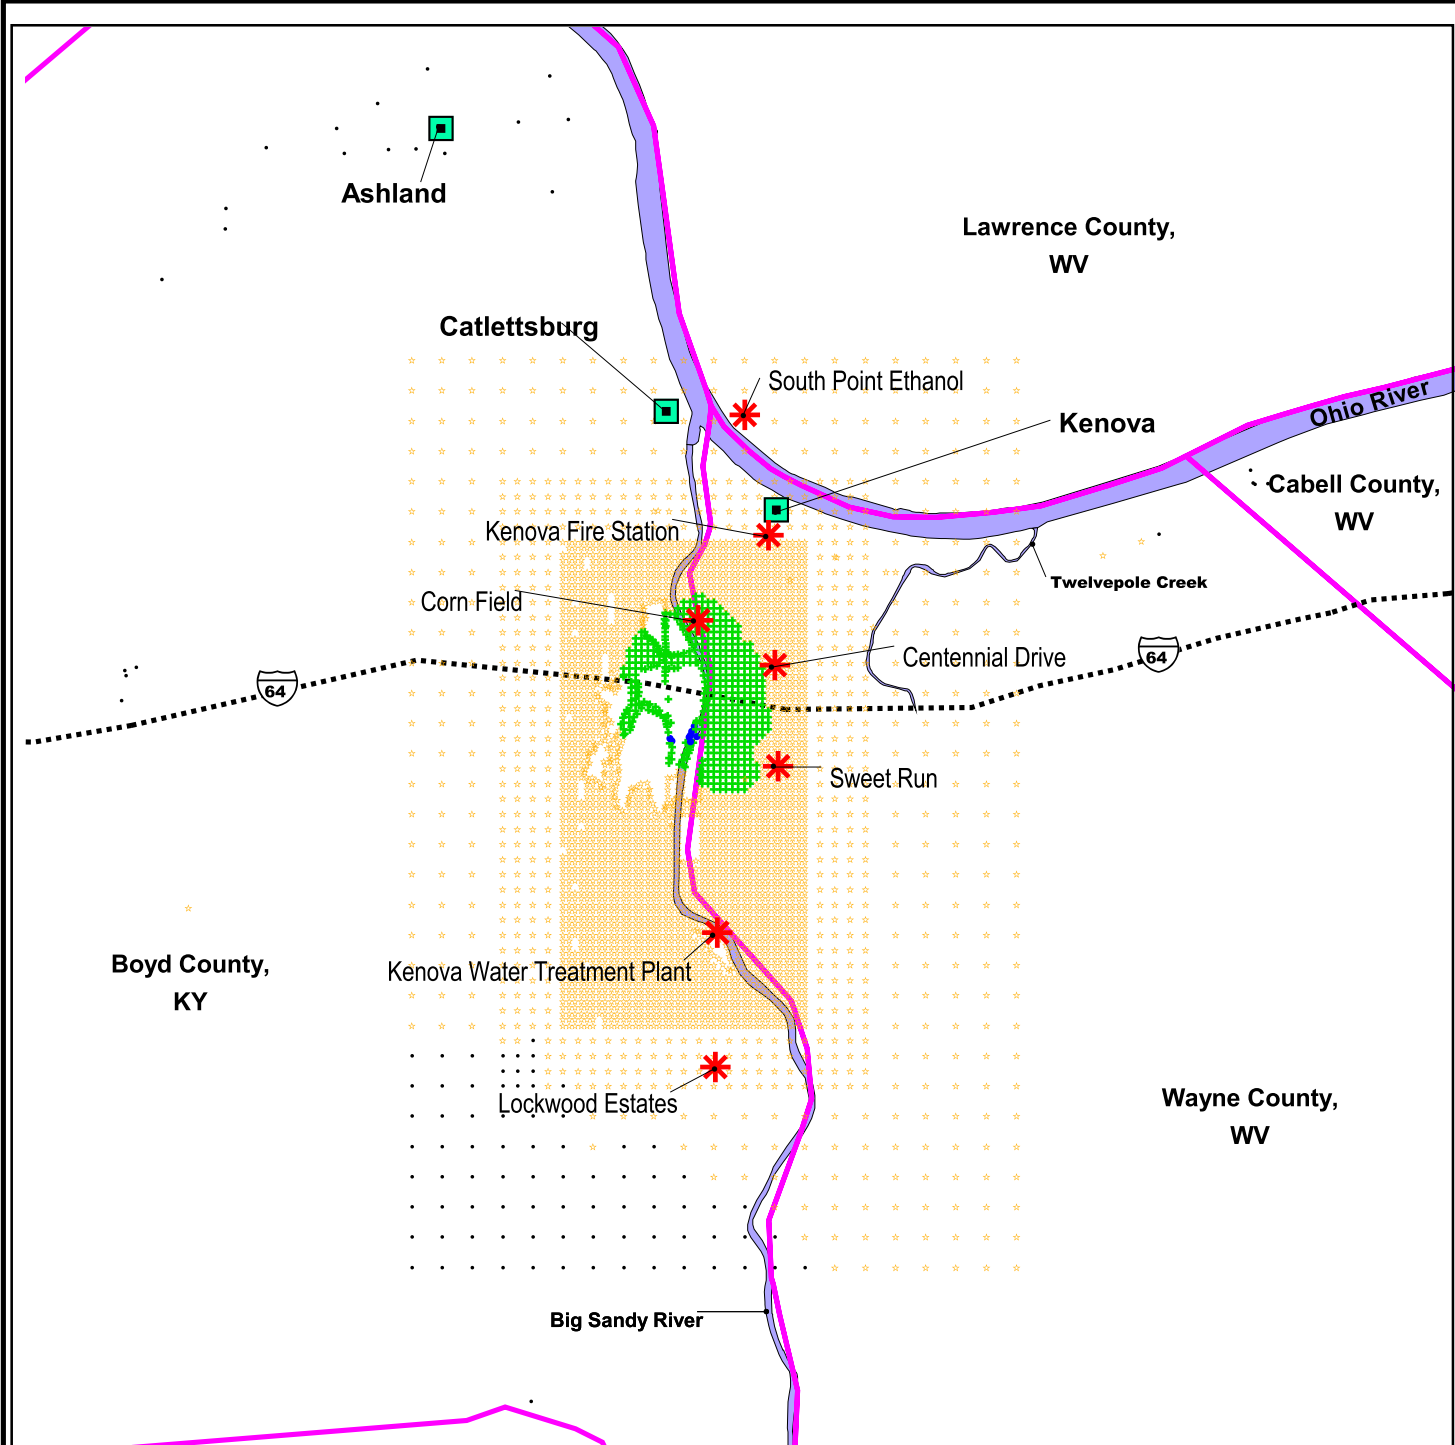 Ashland
Lawrence County,
WV
Catlettsburg
South Point Ethanol
Kenova
Ohio River
Cabell County,
WV
Kenova Fire Station
Twelvepole Creek
Corn Field
Centennial Drive
64
64
Sweet Run
Boyd County,
KY
Kenova Water Treatment Plant
Lockwood Estates
Wayne County,
WV
Big Sandy River